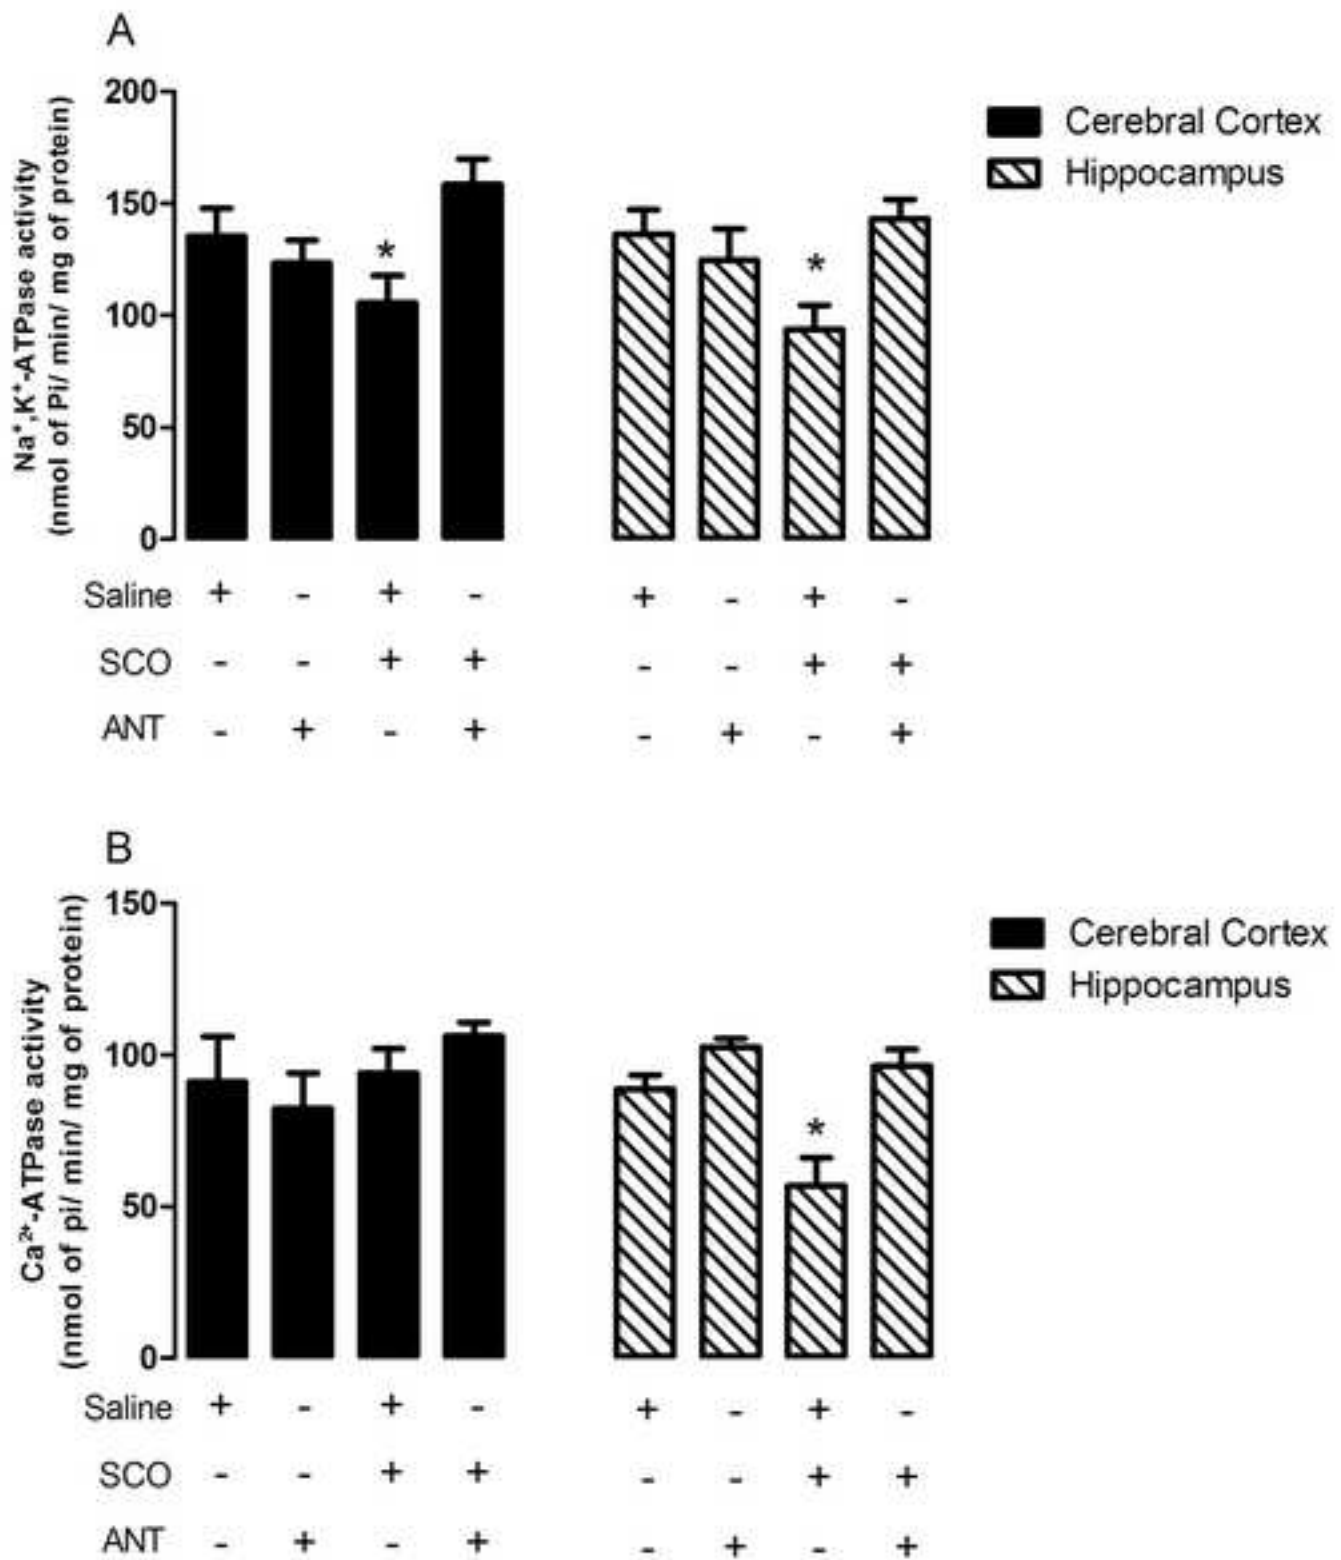 A
Na⁺,K⁺-ATPase activity
(nmol of Pi/ min/ mg of protein)
200
150
100
50
0
*
*
Cerebral Cortex
Hippocampus
Saline + - + - + - + -
SCO - - + + - - + +
ANT - + - + - + - +
B
Ca²⁺-ATPase activity
(nmol of pi/ min/ mg of protein)
150
100
50
0
*
Cerebral Cortex
Hippocampus
Saline + - + - + - + -
SCO - - + + - - + +
ANT - + - + - + - +